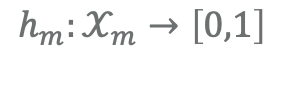 ℎₘ: 𝒳ₘ → [0,1]